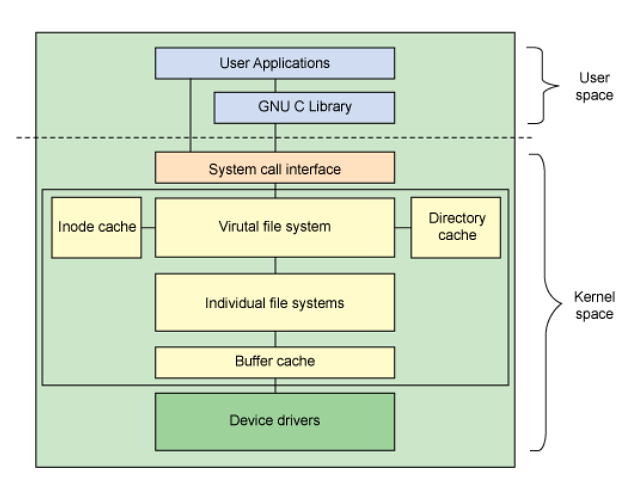 User Applications
User
space
GNU C Library
System call interface
Inode cache
Virutal file system
Directory
cache
Individual file systems
Kernel
space
Buffer cache
Device drivers